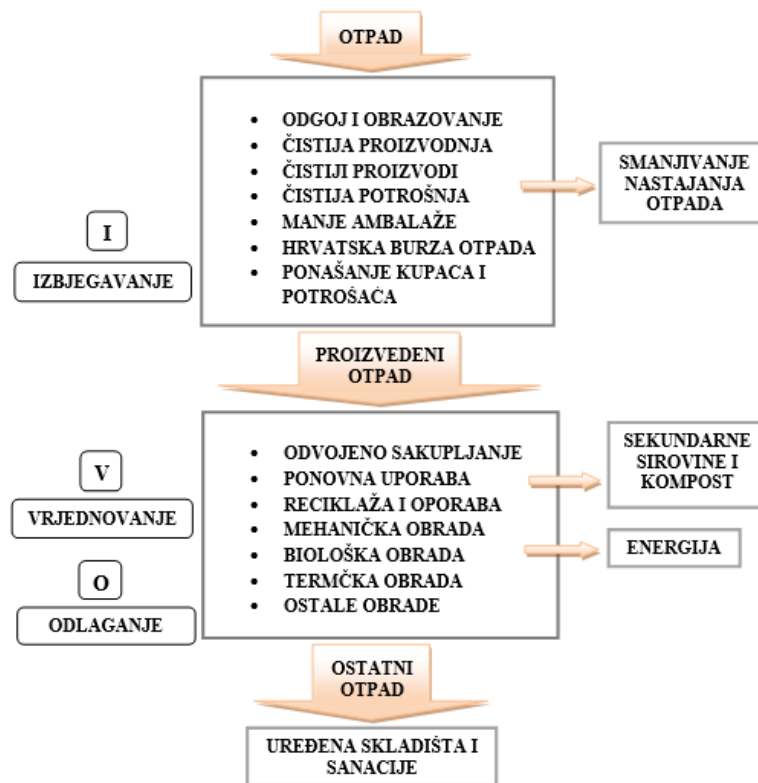 OTPAD
• ODGOJ I OBRAZOVANJE
• ČISTIJA PROIZVODNJA
• ČISTIJI PROIZVODI
• ČISTIJA POTROŠNJA
• MANJE AMBALAŽE
• HRVATSKA BURZA OTPADA
• PONAŠANJE KUPACA I
POTROŠAĆA
SMANJIVANJE
NASTAJANJA
OTPADA
I
IZBJEGAVANJE
PROIZVEDENI
OTPAD
• ODVOJENO SAKUPLJANJE
• PONOVNA UPORABA
• RECIKLAŽA I OPORABA
• MEHANIČKA OBRADA
• BIOLOŠKA OBRADA
• TERMČKA OBRADA
• OSTALE OBRADE
SEKUNDARNE
SIROVINE I
KOMPOST
ENERGIJA
V
VRJEDNOVANJE
O
ODLAGANJE
OSTATNI
OTPAD
UREĐENA SKLADIŠTA I
SANACIJE